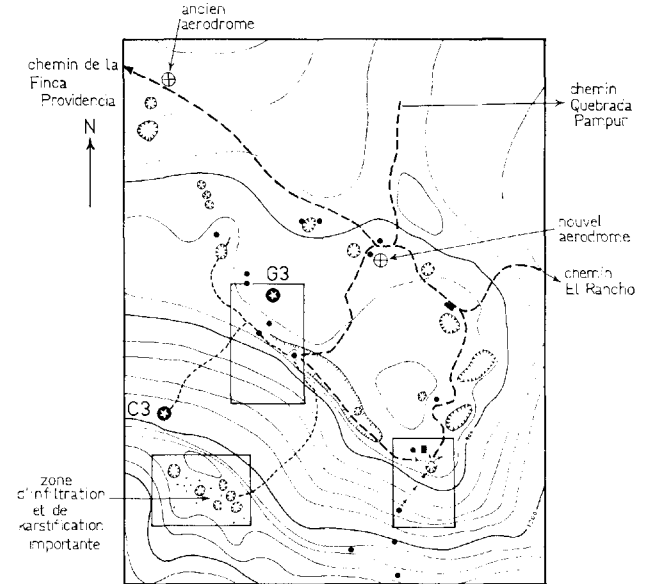 ancien
aerodrome
chemin de la
Finca
Providencia
N
chemin
Quebrada
Pampur
nouvel
aerodrome
chemin
El Rancho
G3
C3
zone
d'infiltration
et de
karstification
importante